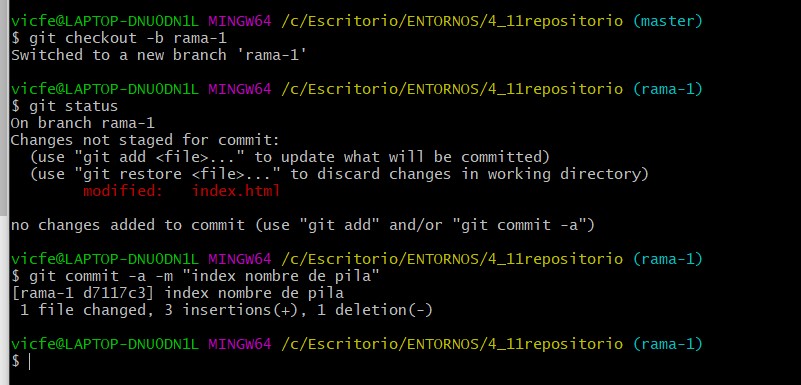 vicfe@LAPTOP-DNU0DN1L MINGW64 /c/Escritorio/ENTORNOS/4_11repositorio (master)
$ git checkout -b rama-1
Switched to a new branch 'rama-1'
vicfe@LAPTOP-DNU0DN1L MINGW64 /c/Escritorio/ENTORNOS/4_11repositorio (rama-1)
$ git status
On branch rama-1
Changes not staged for commit:
  (use "git add <file>..." to update what will be committed)
  (use "git restore <file>..." to discard changes in working directory)
        modified:   index.html
no changes added to commit (use "git add" and/or "git commit -a")
vicfe@LAPTOP-DNU0DN1L MINGW64 /c/Escritorio/ENTORNOS/4_11repositorio (rama-1)
$ git commit -a -m "index nombre de pila"
[rama-1 d7117c3] index nombre de pila
 1 file changed, 3 insertions(+), 1 deletion(-)
vicfe@LAPTOP-DNU0DN1L MINGW64 /c/Escritorio/ENTORNOS/4_11repositorio (rama-1)
$